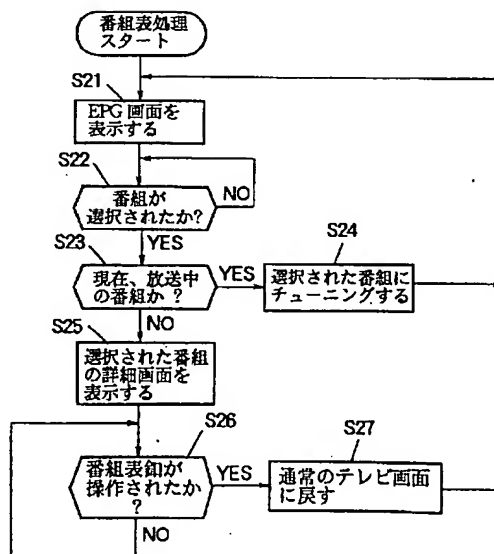 番組表処理
スタート
S21
EPG 画面を
表示する
S22
番組が
選択されたか?
NO
YES
S23
現在、放送中
の番組か ?
YES
NO
S24
選択された番組に
チューニングする
S25
選択された番組
の詳細画面を
表示する
S26
番組表釦が
操作されたか
?
YES
NO
S27
通常のテレビ画面
に戻す